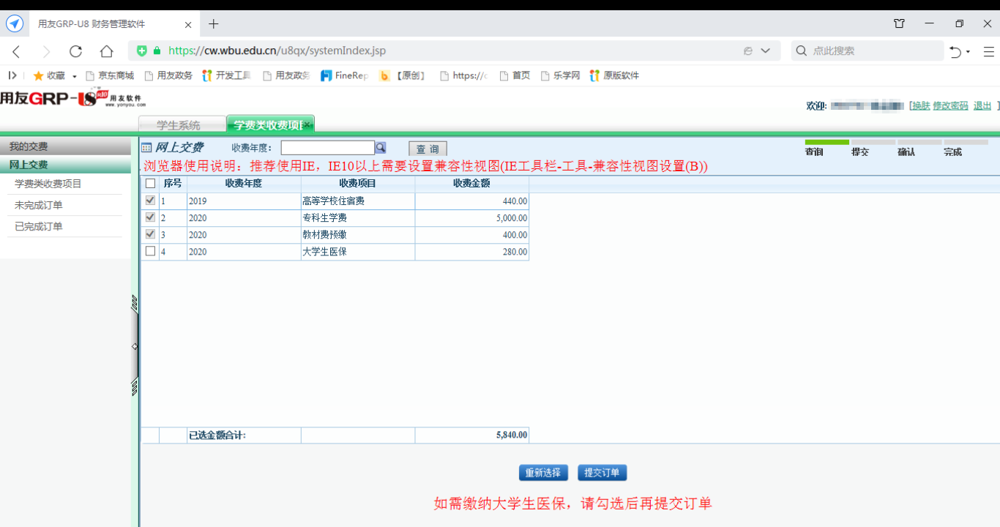 用友GRP-U8 财务管理软件
https://cw.wbu.edu.cn/u8qx/systemIndex.jsp
点此搜索
收藏 京东商城 用友政务 开发工具 用友政务 FineRep 【原创】 https:// 首页 乐学网 原版软件
用友GRP-U8 R10 用友软件
www.yonyou.com
欢迎: [换肤 修改密码 退出 ]
学生系统 学费类收费项目
我的交费
网上交费
学费类收费项目
未完成订单
已完成订单
网上交费 收费年度: 查 询
查询 提交 确认 完成
浏览器使用说明：推荐使用IE，IE10以上需要设置兼容性视图(IE工具栏-工具-兼容性视图设置(B))
序号 收费年度 收费项目 收费金额
1 2019 高等学校住宿费 440.00
2 2020 专科生学费 5,000.00
3 2020 教材费预缴 400.00
4 2020 大学生医保 280.00
已选金额合计: 5,840.00
重新选择 提交订单
如需缴纳大学生医保，请勾选后再提交订单